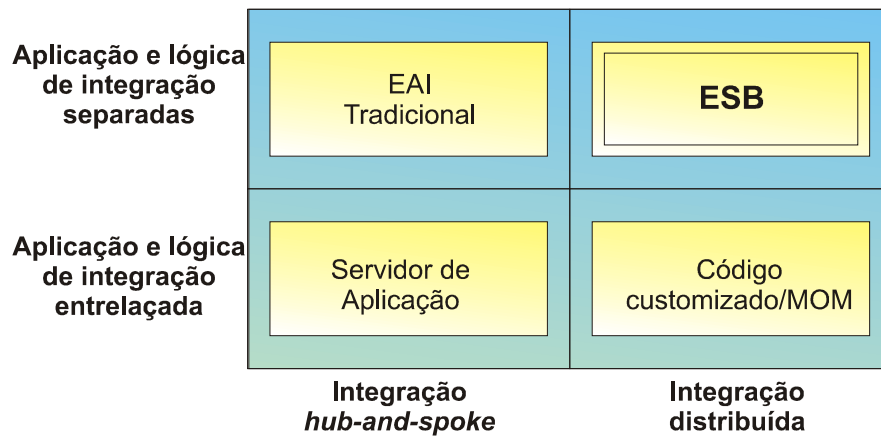 Aplicação e lógica
de integração
separadas
EAI
Tradicional
ESB
Aplicação e lógica
de integração
entrelaçada
Servidor de
Aplicação
Código
customizado/MOM
Integração
hub-and-spoke
Integração
distribuída